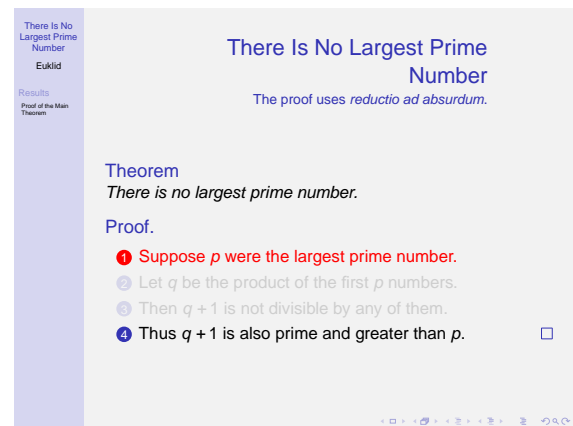 There Is No
Largest Prime
Number
Euklid
Results
Proof of the Main
Theorem
There Is No Largest Prime
Number
The proof uses reductio ad absurdum.
Theorem
There is no largest prime number.
Proof.
1 Suppose p were the largest prime number.
2 Let q be the product of the first p numbers.
3 Then q + 1 is not divisible by any of them.
4 Thus q + 1 is also prime and greater than p.